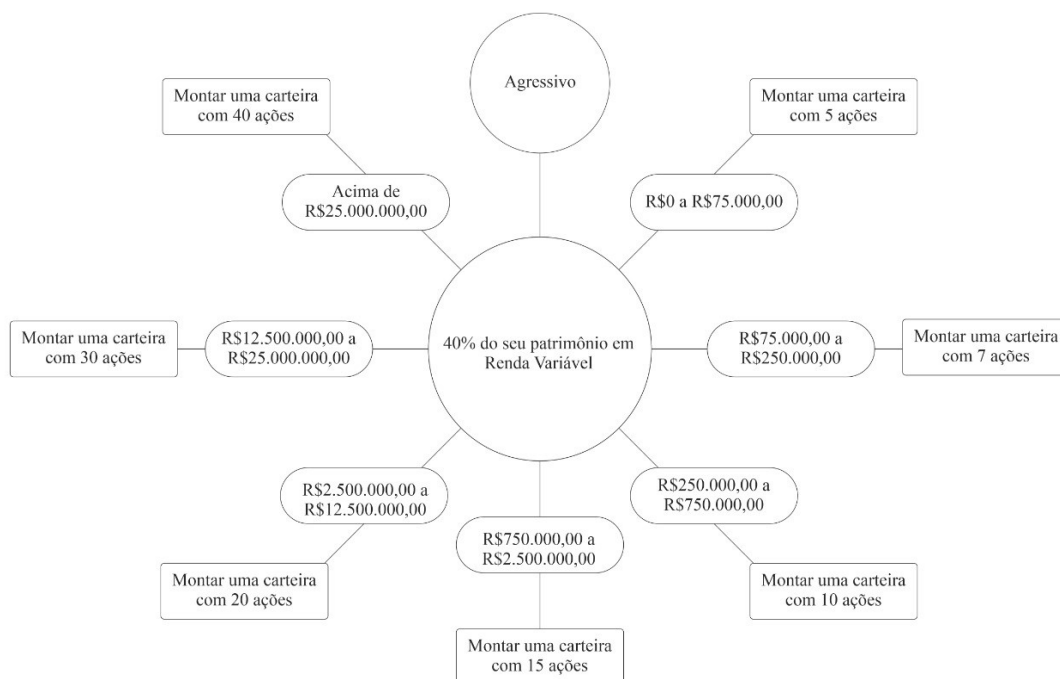 Agressivo
Montar uma carteira
com 40 ações
Montar uma carteira
com 5 ações
Acima de
R$25.000.000,00
R$0 a R$75.000,00
Montar uma carteira
com 30 ações
R$12.500.000,00 a
R$25.000.000,00
40% do seu patrimônio em
Renda Variável
R$75.000,00 a
R$250.000,00
Montar uma carteira
com 7 ações
R$2.500.000,00 a
R$12.500.000,00
R$250.000,00 a
R$750.000,00
R$750.000,00 a
R$2.500.000,00
Montar uma carteira
com 20 ações
Montar uma carteira
com 10 ações
Montar uma carteira
com 15 ações